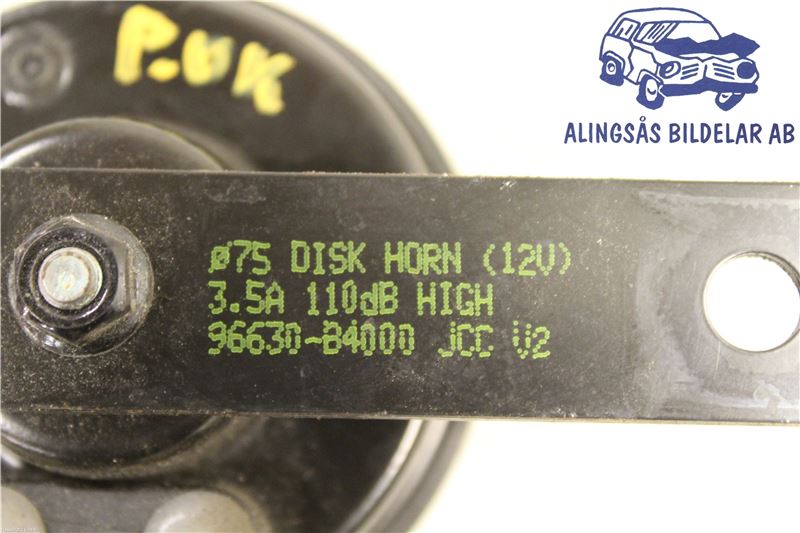 P.UK
ALINGSÅS BILDELAR AB
ø75 DISK HORN (12V)
3.5A 110dB HIGH
96630-B4000 JCC V2